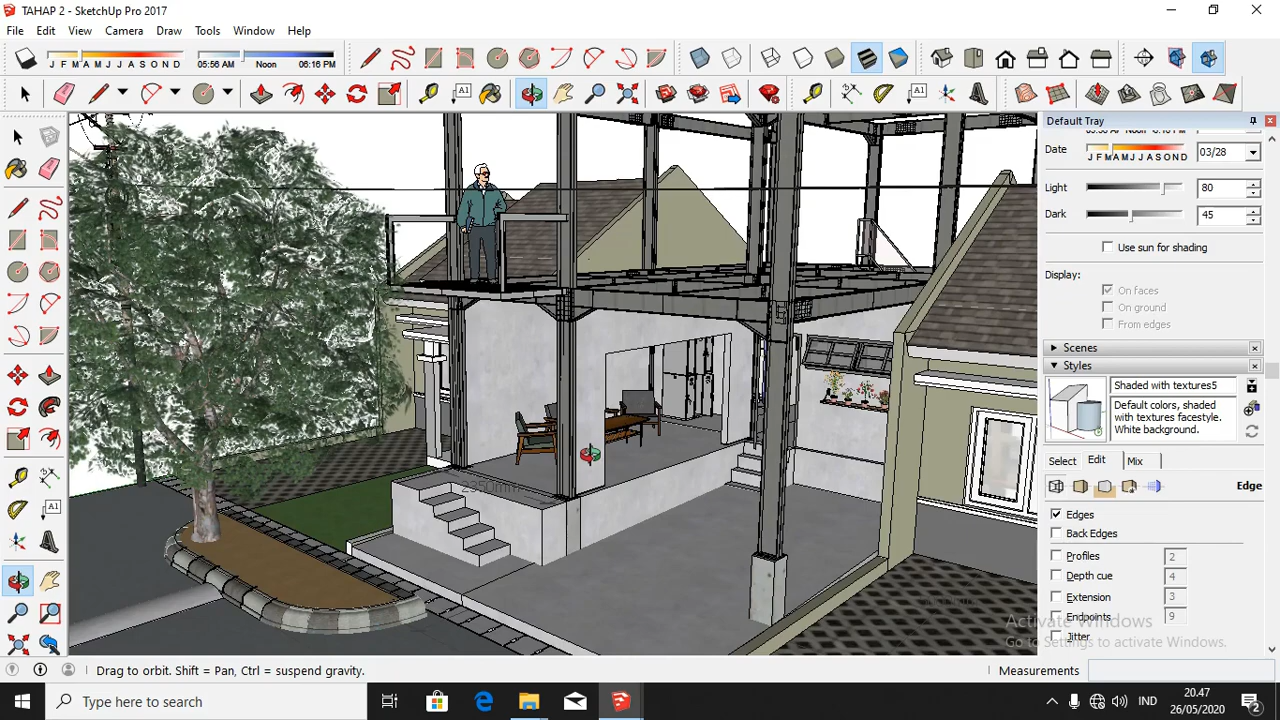 TAHAP 2 - SketchUp Pro 2017
File Edit View Camera Draw Tools Window Help
J F M A M J J A S O N D 05:56 AM Noon 06:16 PM
A1 A1
Default Tray
Date J F M A M J J A S O N D 03/28
Light 80
Dark 45
Use sun for shading
Display:
On faces
On ground
From edges
Scenes
Styles
Shaded with textures5
Default colors, shaded with textures facestyle. White background.
Select Edit Mix
Edge
Edges
Back Edges
Profiles 2
Depth cue 4
Extension 3
Endpoints 9
Jitter
A1
Activate Windows
Go to Settings to activate Windows.
Drag to orbit. Shift = Pan, Ctrl = suspend gravity.
Measurements
Type here to search
IND
20.47
26/05/2020
2